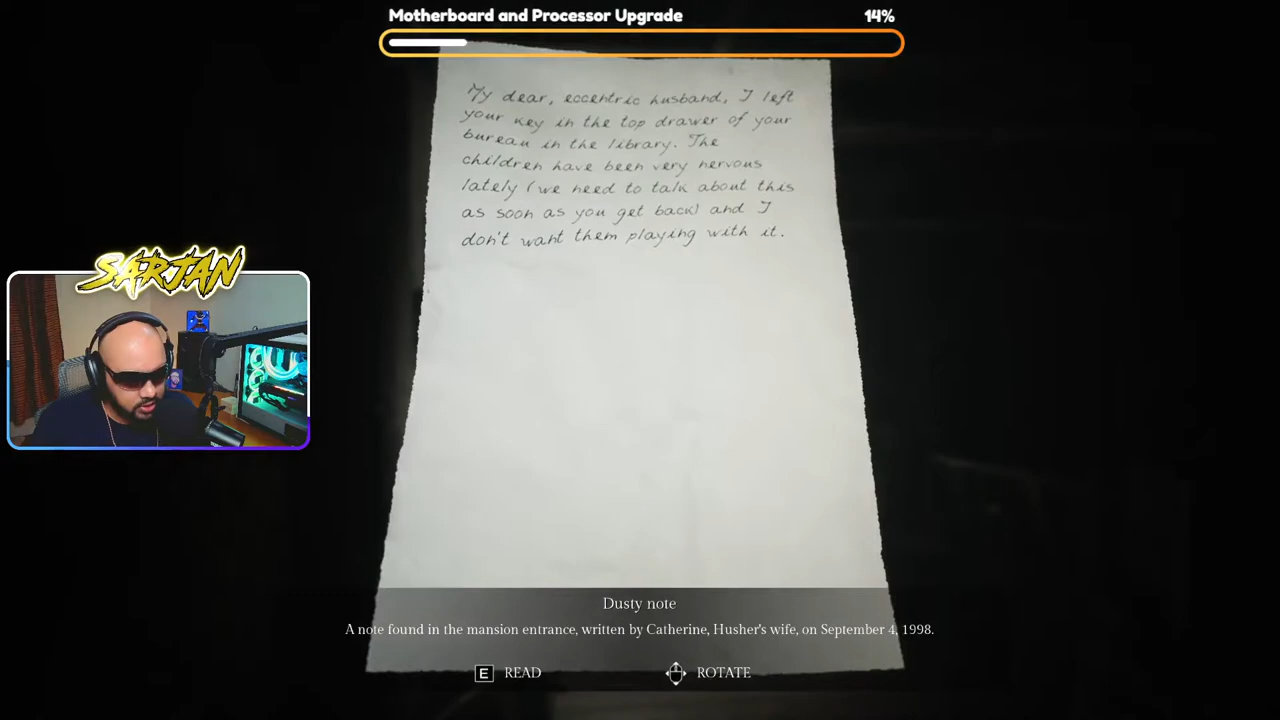 Motherboard and Processor Upgrade 14%
My dear, eccentric husband, I left
your key in the top drawer of your
bureau in the library. The
children have been very nervous
lately (we need to talk about this
as soon as you get back) and I
don't want them playing with it.
SARJAN
Dusty note
A note found in the mansion entrance, written by Catherine, Husher's wife, on September 4, 1998.
E READ ROTATE